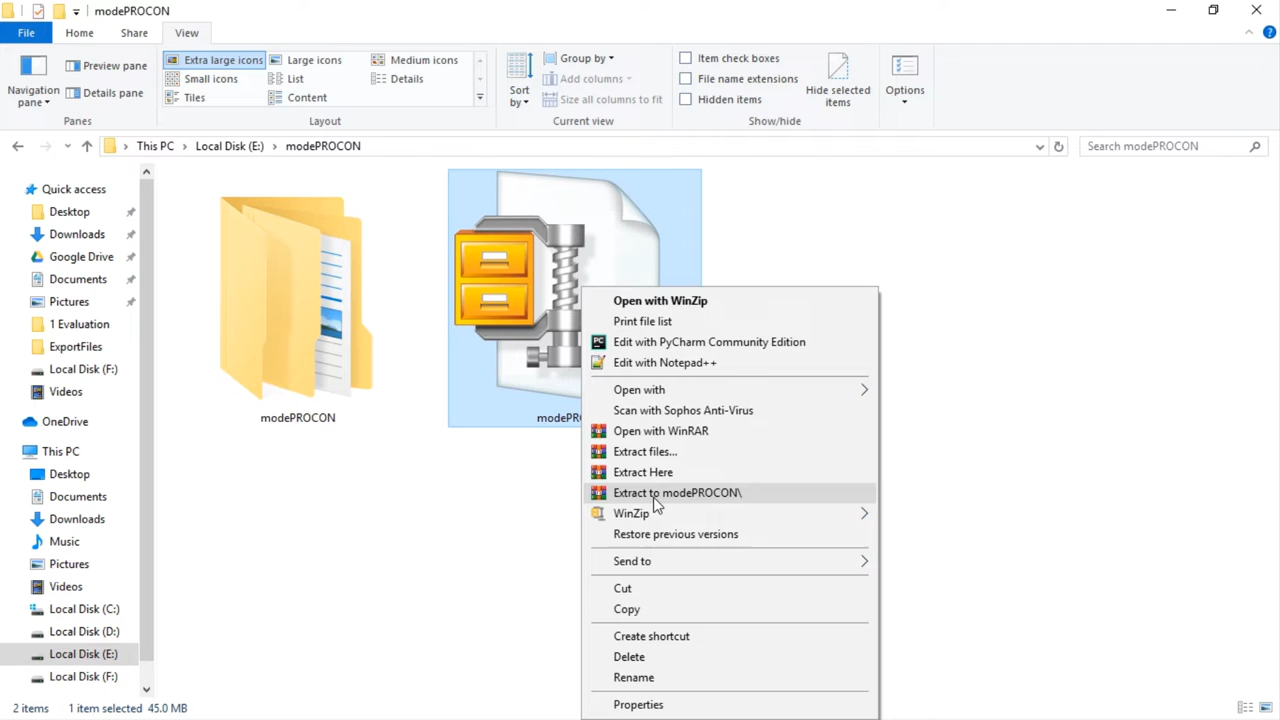 modePROCON
File
Home
Share
View
Navigation pane
Preview pane
Details pane
Panes
Extra large icons
Large icons
Medium icons
Small icons
List
Details
Tiles
Content
Layout
Sort by
Group by
Add columns
Size all columns to fit
Current view
Item check boxes
File name extensions
Hidden items
Hide selected items
Show/hide
Options
This PC
Local Disk (E:)
modePROCON
Search modePROCON
Quick access
Desktop
Downloads
Google Drive
Documents
Pictures
1 Evaluation
ExportFiles
Local Disk (F:)
Videos
OneDrive
This PC
Desktop
Documents
Downloads
Music
Pictures
Videos
Local Disk (C:)
Local Disk (D:)
Local Disk (E:)
Local Disk (F:)
modePROCON
modePRO
Open with WinZip
Print file list
PC
Edit with PyCharm Community Edition
Edit with Notepad++
Open with
Scan with Sophos Anti-Virus
Open with WinRAR
Extract files...
Extract Here
Extract to modePROCON\
WinZip
Restore previous versions
Send to
Cut
Copy
Create shortcut
Delete
Rename
Properties
2 items
1 item selected 45.0 MB